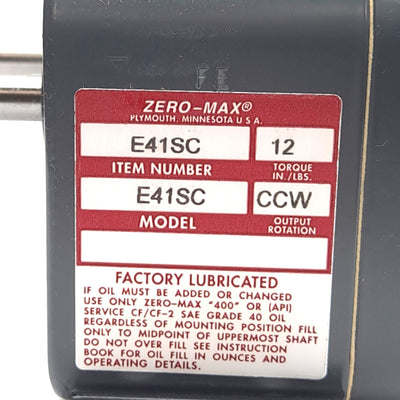 ZERO-MAX®
PLYMOUTH, MINNESOTA U S A.
E41SC 12
ITEM NUMBER TORQUE IN./LBS.
E41SC CCW
MODEL OUTPUT ROTATION
FACTORY LUBRICATED
IF OIL MUST BE ADDED OR CHANGED
USE ONLY ZERO-MAX "400" OR (API)
SERVICE CF/CF-2 SAE GRADE 40 OIL
REGARDLESS OF MOUNTING POSITION FILL
ONLY TO MIDPOINT OF UPPERMOST SHAFT
DO NOT OVER FILL SEE INSTRUCTION
BOOK FOR OIL FILL IN OUNCES AND
OPERATING DETAILS.